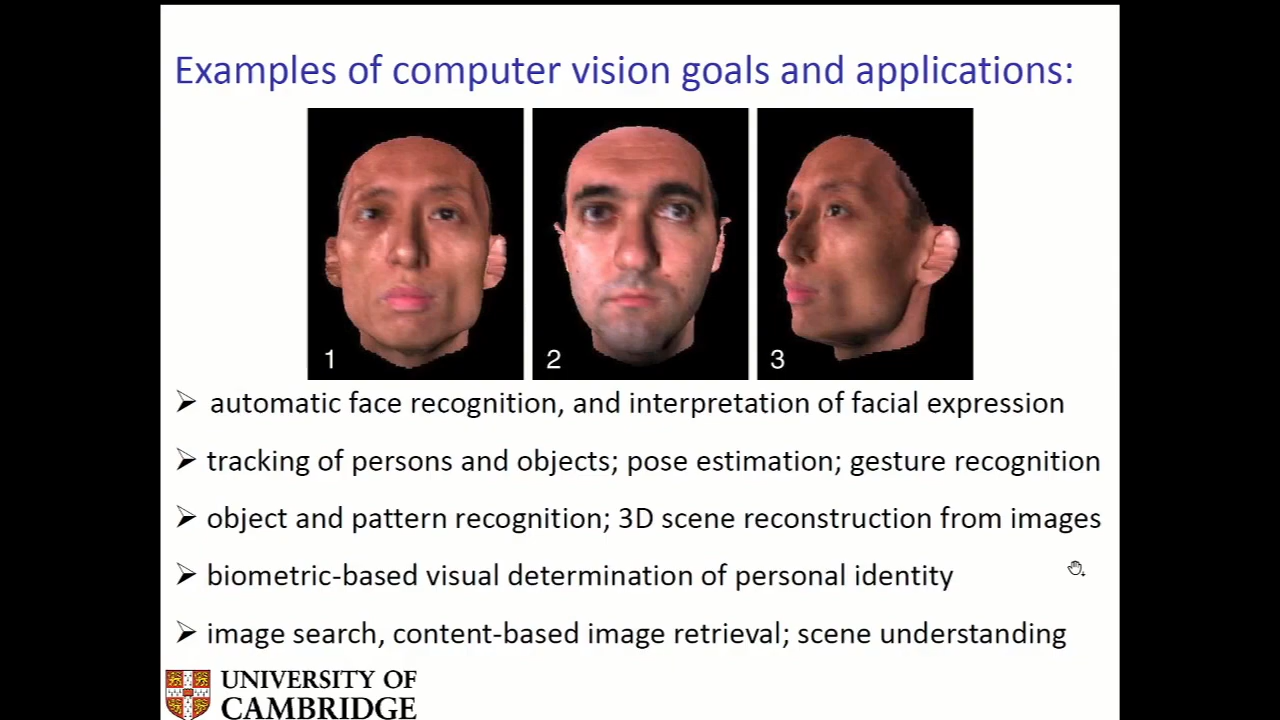 Examples of computer vision goals and applications:
1 2 3
automatic face recognition, and interpretation of facial expression
tracking of persons and objects; pose estimation; gesture recognition
object and pattern recognition; 3D scene reconstruction from images
biometric-based visual determination of personal identity
image search, content-based image retrieval; scene understanding
UNIVERSITY OF
CAMBRIDGE